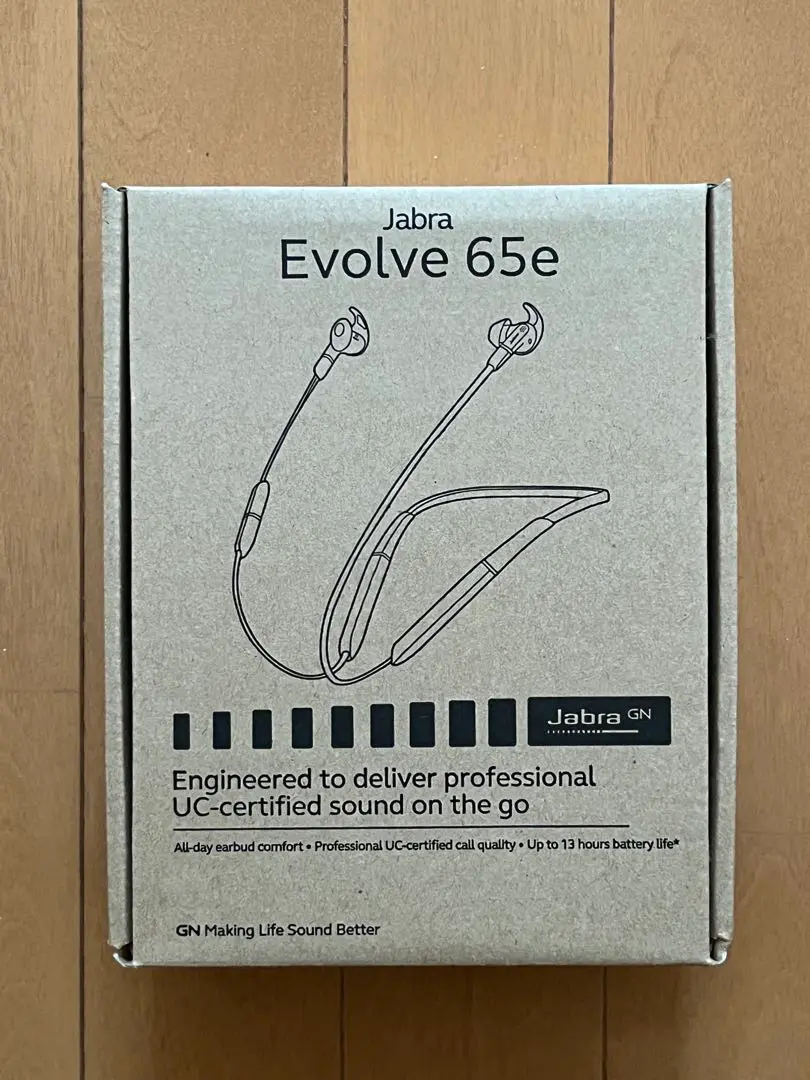 Jabra
Evolve 65e
Jabra GN
Engineered to deliver professional
UC-certified sound on the go
All-day earbud comfort • Professional UC-certified call quality • Up to 13 hours battery life*
GN Making Life Sound Better